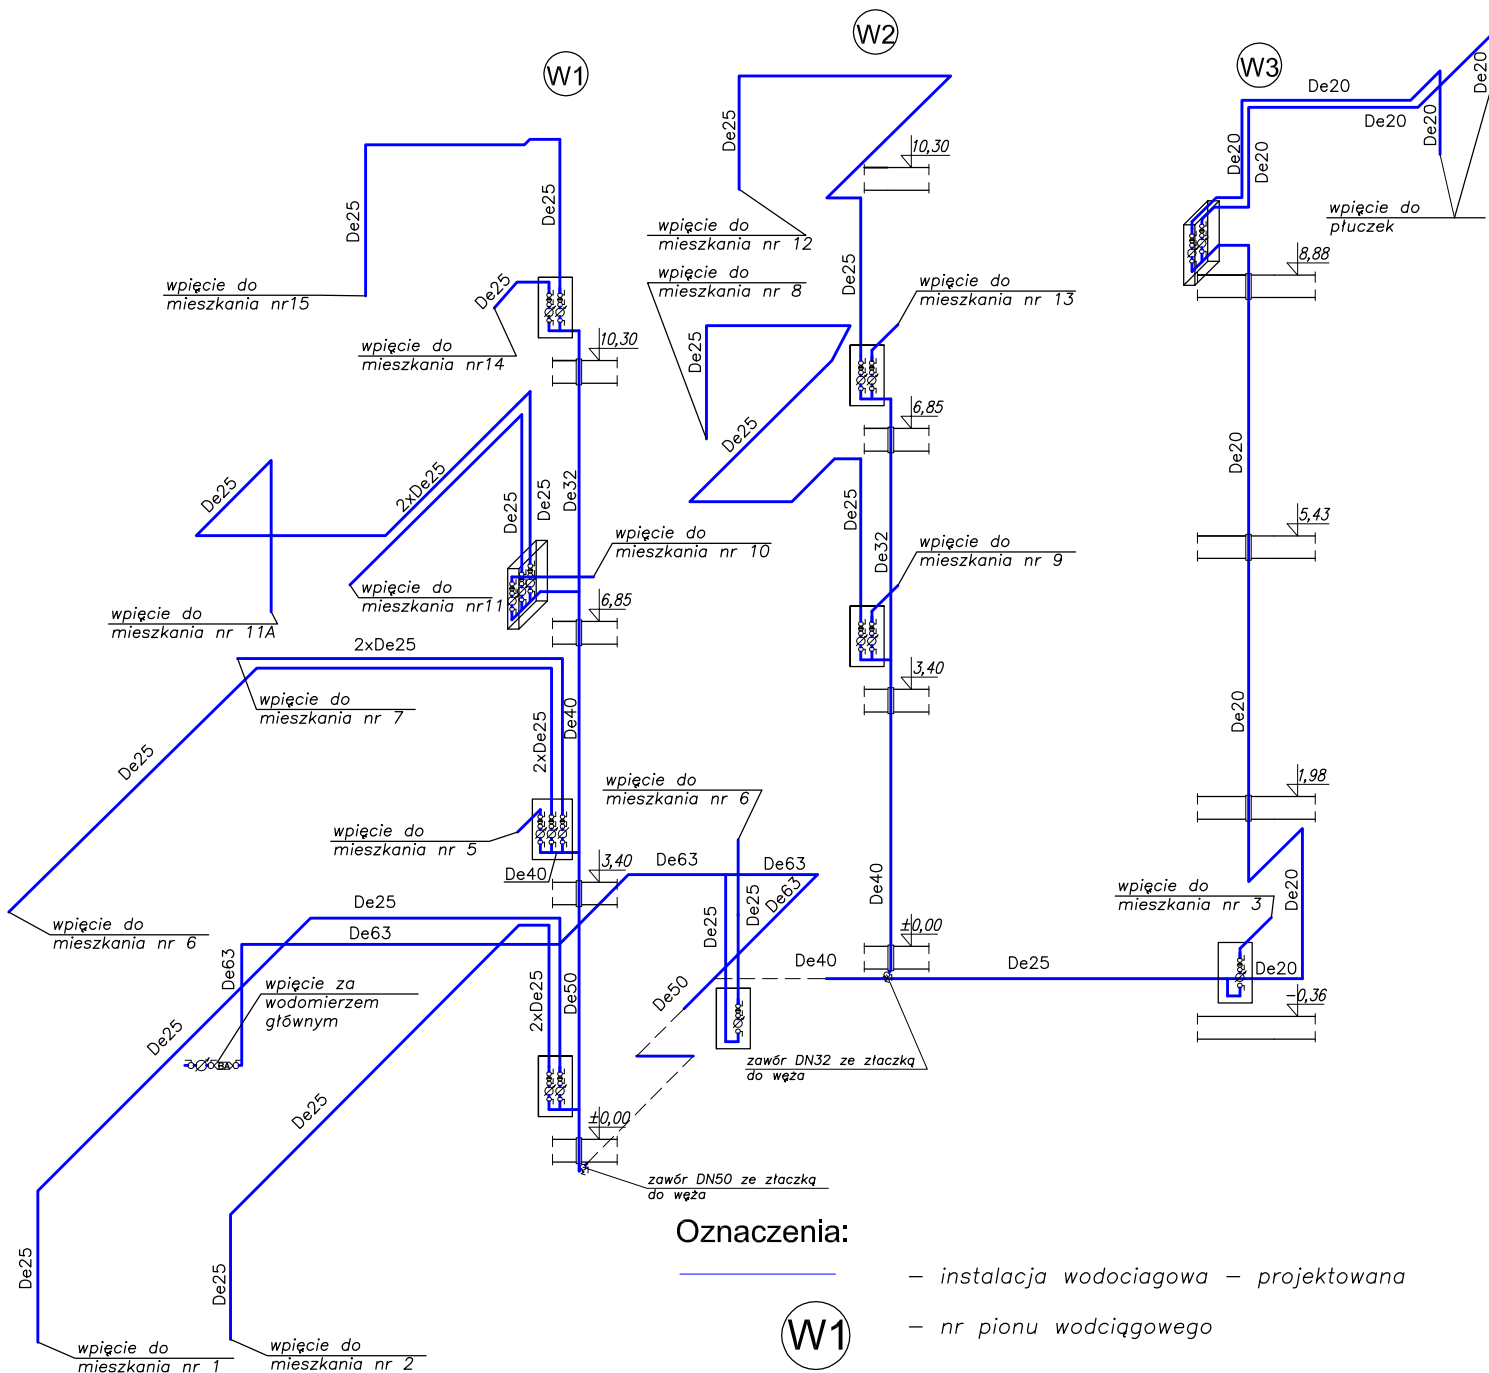 W1
W2
W3
De25
De25
wpięcie do
mieszkania nr15
De25
wpięcie do
mieszkania nr14
10,30
De25
2xDe25
De25
De25
De32
wpięcie do
mieszkania nr 10
wpięcie do
mieszkania nr11
wpięcie do
mieszkania nr 11A
6,85
2xDe25
wpięcie do
mieszkania nr 7
De25
2xDe25
De40
wpięcie do
mieszkania nr 5
De40
3,40
wpięcie do
mieszkania nr 6
De25
De63
De63
wpięcie za
wodomierzem
głównym
BA
De25
De25
2xDe25
De50
±0,00
zawór DN50 ze złaczką
do węża
De25
De25
wpięcie do
mieszkania nr 1
wpięcie do
mieszkania nr 2
De25
10,30
wpięcie do
mieszkania nr 12
wpięcie do
mieszkania nr 8
De25
wpięcie do
mieszkania nr 13
De25
De25
6,85
De25
De32
wpięcie do
mieszkania nr 9
3,40
wpięcie do
mieszkania nr 6
De63
De63
De63
De25
De25
De40
De50
De40
±0,00
zawór DN32 ze złaczką
do węża
De25
De20
De20
De20
De20
De20
De20
wpięcie do
płuczek
8,88
De20
5,43
De20
1,98
wpięcie do
mieszkania nr 3
De20
De20
-0,36
Oznaczenia:
– instalacja wodociagowa – projektowana
W1
– nr pionu wodciągowego